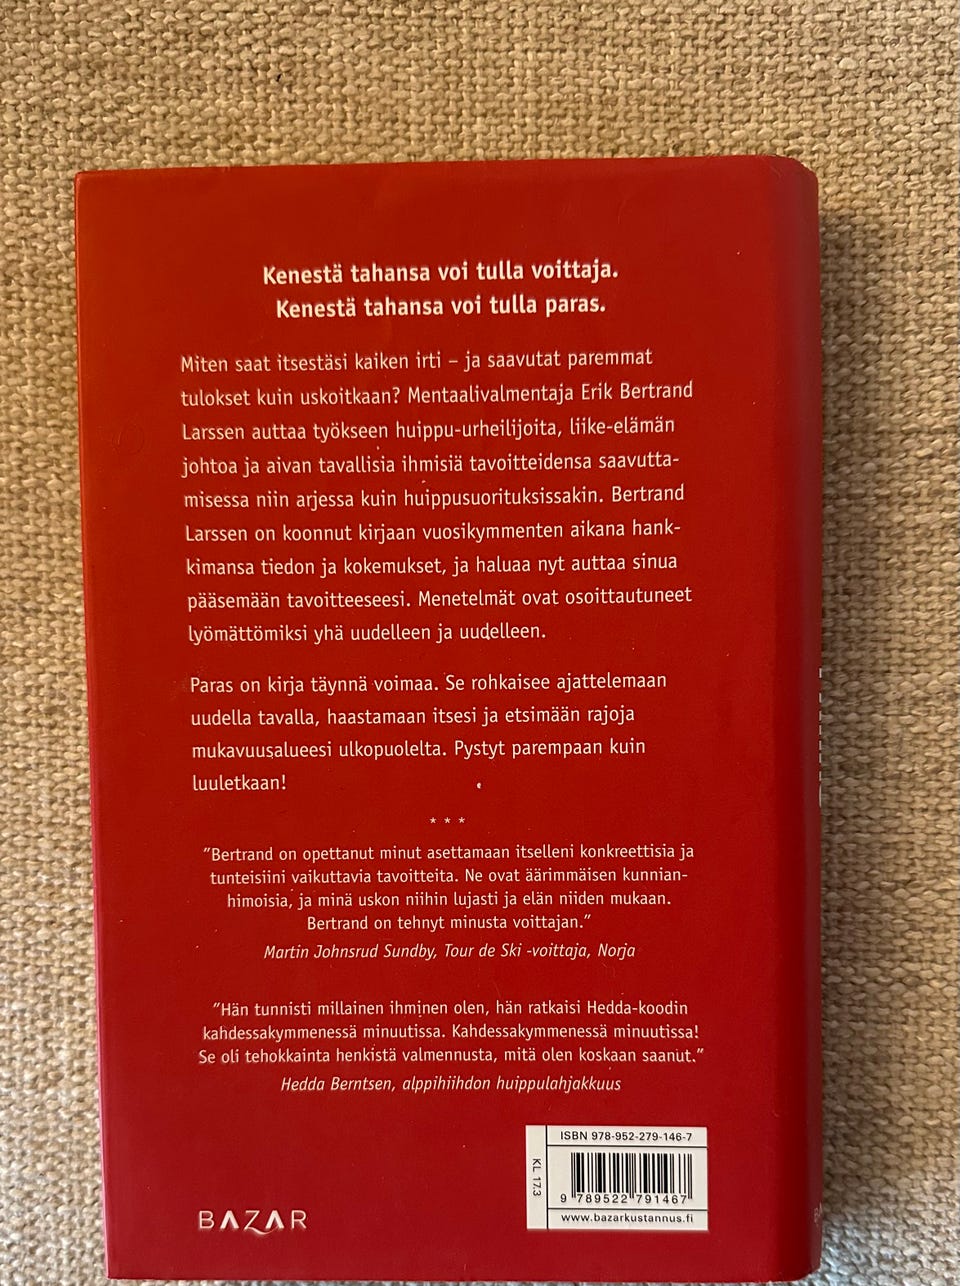 Kenestä tahansa voi tulla voittaja.
Kenestä tahansa voi tulla paras.
Miten saat itsestäsi kaiken irti – ja saavutat paremmat
tulokset kuin uskoitkaan? Mentaalivalmentaja Erik Bertrand
Larssen auttaa työkseen huippu-urheilijoita, liike-elämän
johtoa ja aivan tavallisia ihmisiä tavoitteidensa saavutta-
misessa niin arjessa kuin huippusuorituksissakin. Bertrand
Larssen on koonnut kirjaan vuosikymmenten aikana hank-
kimansa tiedon ja kokemukset, ja haluaa nyt auttaa sinua
pääsemään tavoitteeseesi. Menetelmät ovat osoittautuneet
lyömättömiksi yhä uudelleen ja uudelleen.
Paras on kirja täynnä voimaa. Se rohkaisee ajattelemaan
uudella tavalla, haastamaan itsesi ja etsimään rajoja
mukavuusalueesi ulkopuolelta. Pystyt parempaan kuin
luuletkaan!
* * *
"Bertrand on opettanut minut asettamaan itselleni konkreettisia ja
tunteisiini vaikuttavia tavoitteita. Ne ovat äärimmäisen kunnian-
himoisia, ja minä uskon niihin lujasti ja elän niiden mukaan.
Bertrand on tehnyt minusta voittajan."
Martin Johnsrud Sundby, Tour de Ski -voittaja, Norja
"Hän tunnisti millainen ihminen olen, hän ratkaisi Hedda-koodin
kahdessakymmenessä minuutissa. Kahdessakymmenessä minuutissa!
Se oli tehokkainta henkistä valmennusta, mitä olen koskaan saanut."
Hedda Berntsen, alppihiihdon huippulahjakkuus
ISBN 978-952-279-146-7
KL 17.3
9 789522 791467
www.bazarkustannus.fi
BAZAR